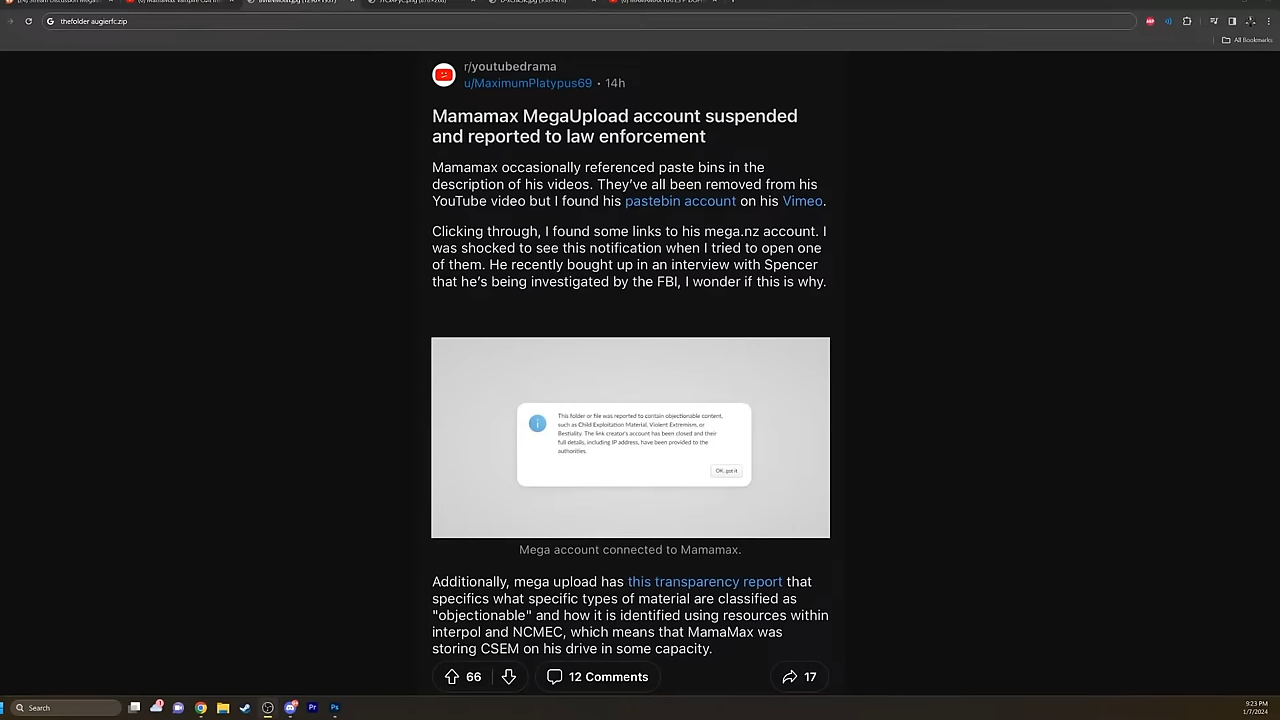 thefolder augierfc.zip
All Bookmarks
r/youtubedrama
u/MaximumPlatypus69 • 14h
Mamamax MegaUpload account suspended
and reported to law enforcement
Mamamax occasionally referenced paste bins in the
description of his videos. They've all been removed from his
YouTube video but I found his pastebin account on his Vimeo.
Clicking through, I found some links to his mega.nz account. I
was shocked to see this notification when I tried to open one
of them. He recently bought up in an interview with Spencer
that he's being investigated by the FBI, I wonder if this is why.
This folder or file was reported to contain objectionable content,
such as Child Exploitation Material, Violent Extremism, or
Bestiality. The link creator's account has been closed and their
full details, including IP address, have been provided to the
authorities.
OK, got it
Mega account connected to Mamamax.
Additionally, mega upload has this transparency report that
specifics what specific types of material are classified as
"objectionable" and how it is identified using resources within
interpol and NCMEC, which means that MamaMax was
storing CSEM on his drive in some capacity.
66
12 Comments
17
Search
9:23 PM
1/7/2024